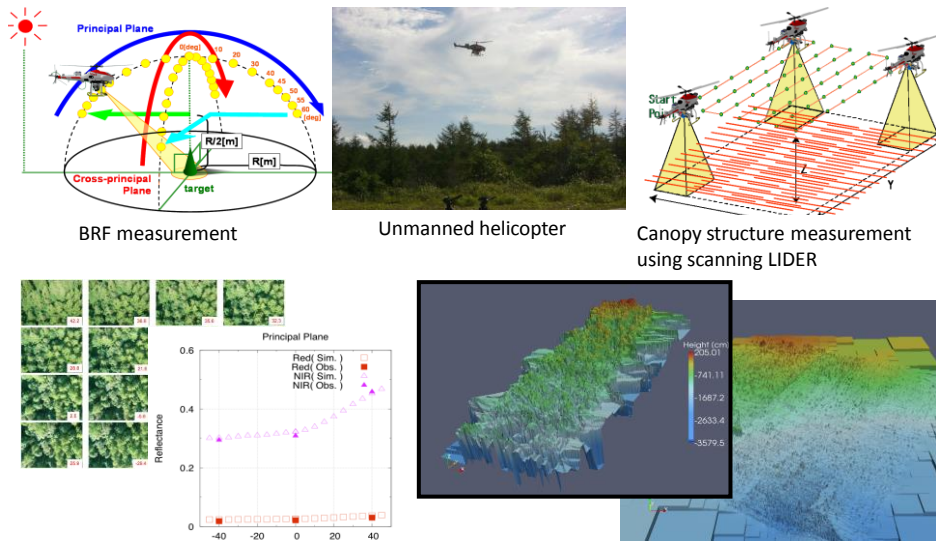 Principal Plane
0[deg]
10
20
30
40
45
50
55
60
[deg]
R/2[m]
R[m]
Cross-principal
Plane
target
BRF measurement
Unmanned helicopter
Start
Point
Z
Y
Canopy structure measurement
using scanning LIDER
Principal Plane
0.6
0.4
0.2
0
Reflectance
Red( Sim. )
Red( Obs. )
NIR( Sim. )
NIR( Obs. )
-40
-20
0
20
40
Height (cm)
205.01
-741.11
-1687.2
-2633.4
-3579.5